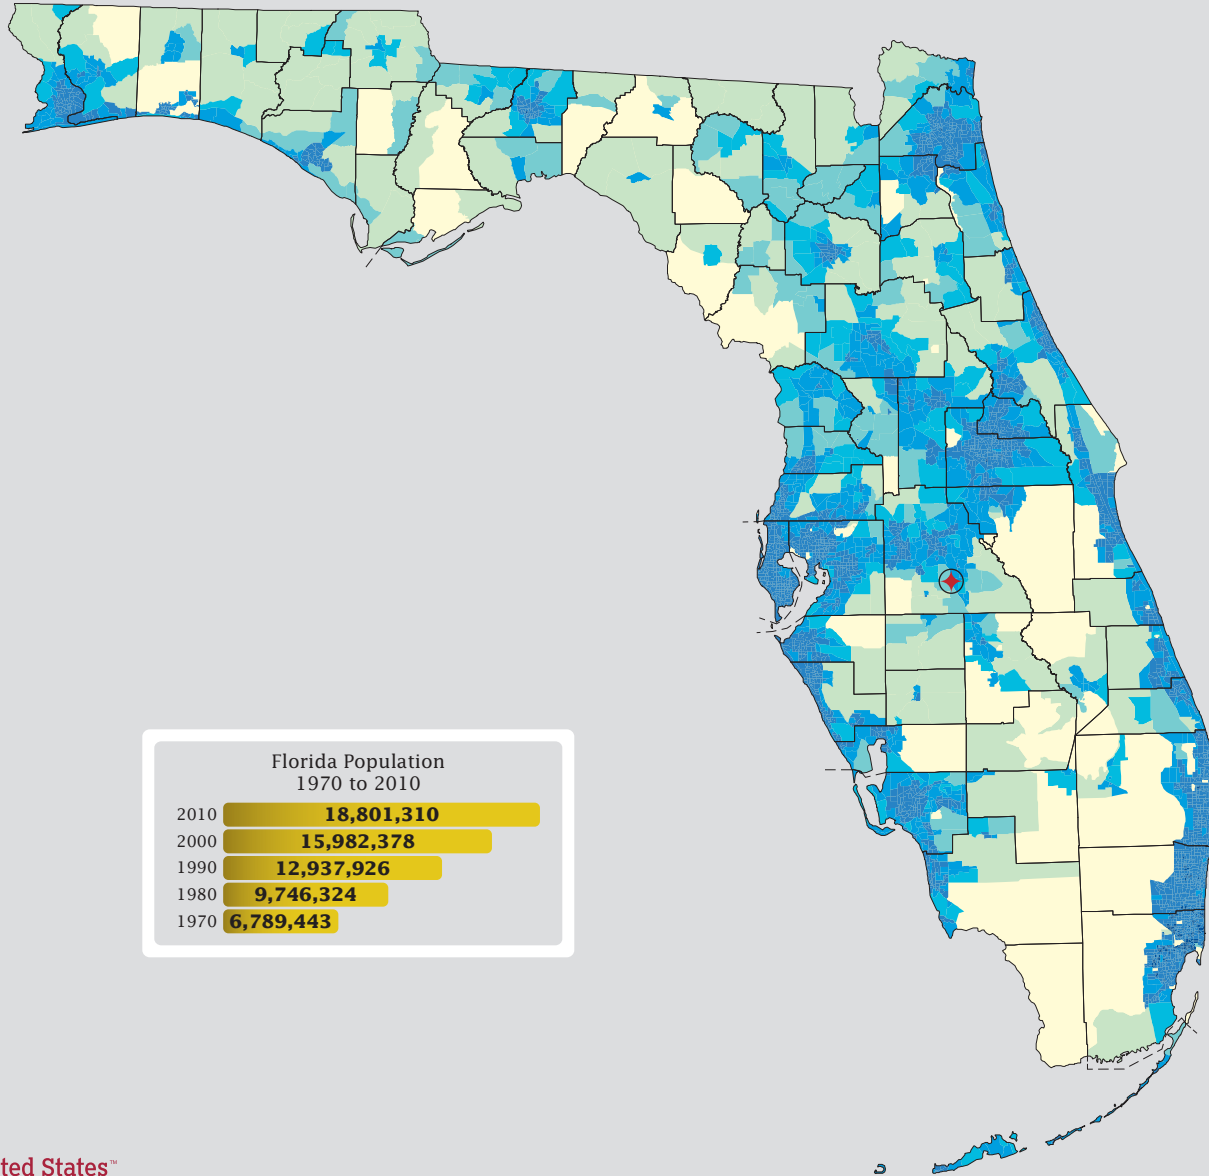 Florida Population
1970 to 2010
2010 18,801,310
2000 15,982,378
1990 12,937,926
1980 9,746,324
1970 6,789,443
ted States™